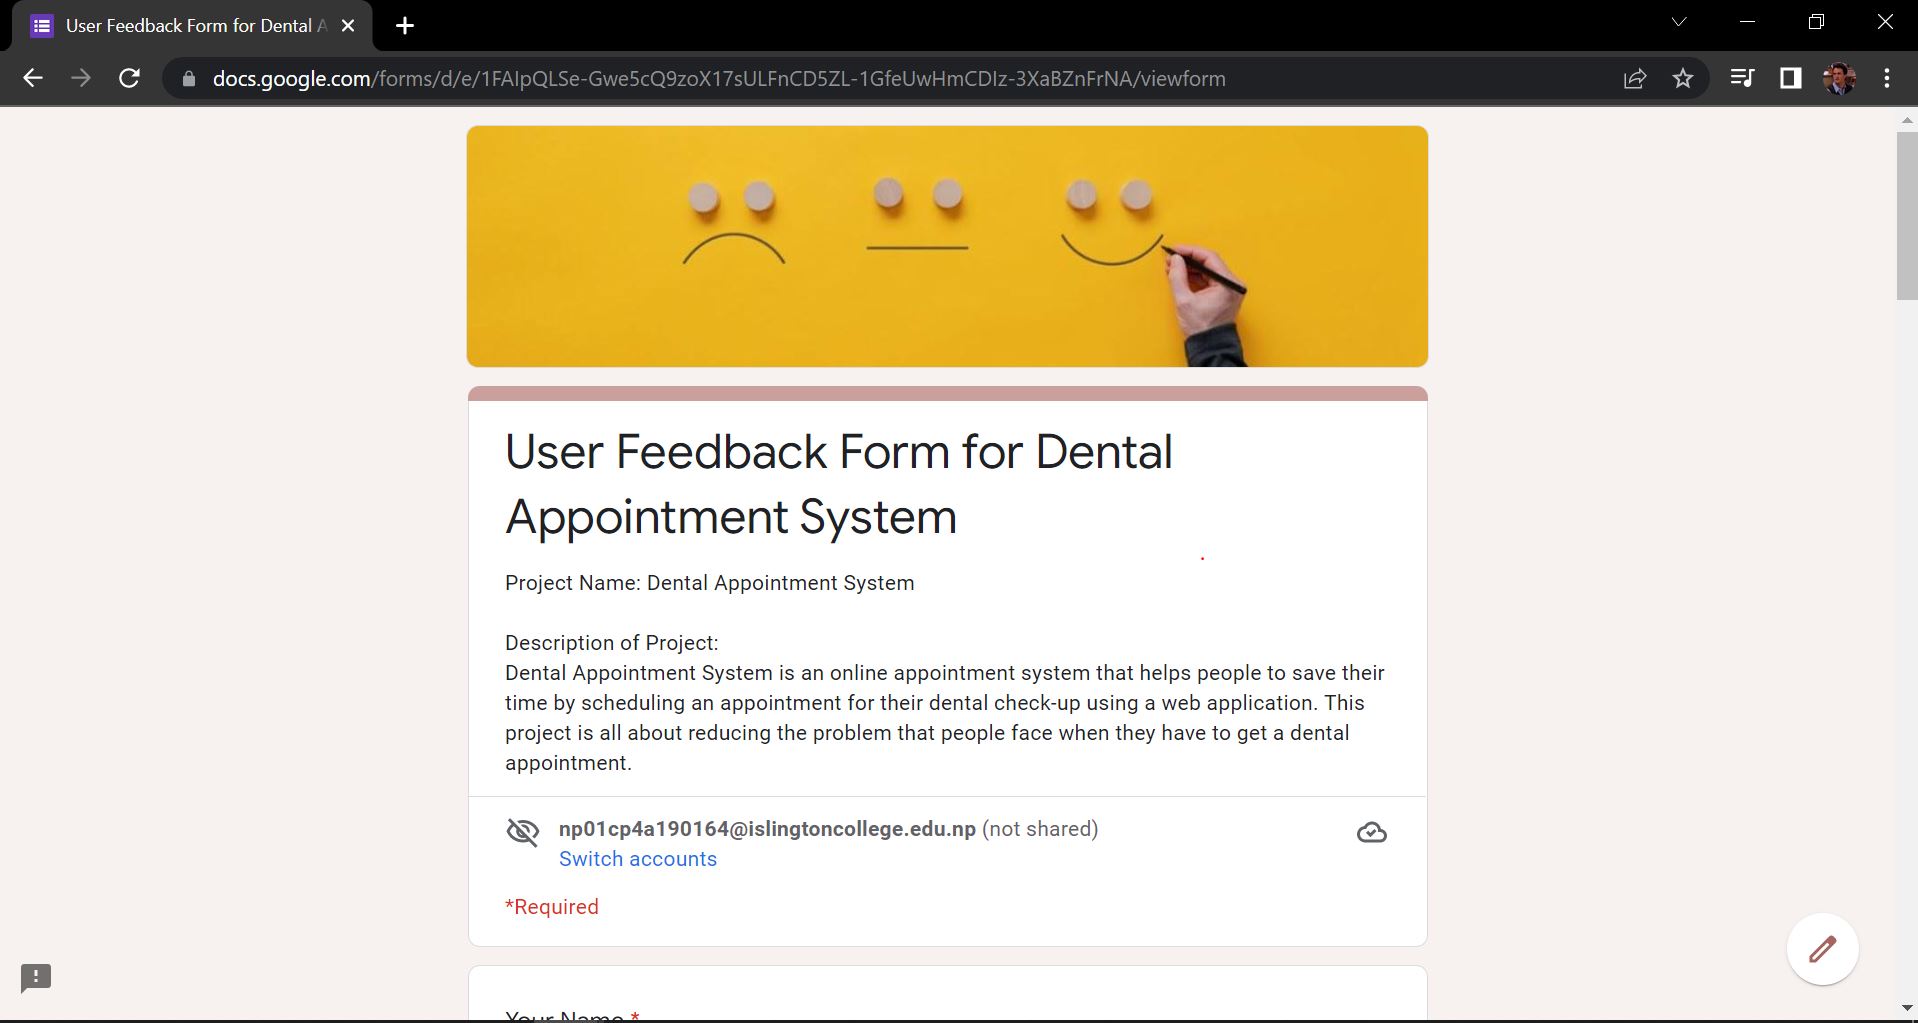 User Feedback Form for Dental A
docs.google.com/forms/d/e/1FAIpQLSe-Gwe5cQ9zoX17sULFnCD5ZL-1GfeUwHmCDIz-3XaBZnFrNA/viewform
User Feedback Form for Dental
Appointment System
Project Name: Dental Appointment System
Description of Project:
Dental Appointment System is an online appointment system that helps people to save their
time by scheduling an appointment for their dental check-up using a web application. This
project is all about reducing the problem that people face when they have to get a dental
appointment.
np01cp4a190164@islingtoncollege.edu.np (not shared)
Switch accounts
*Required
Your Name *